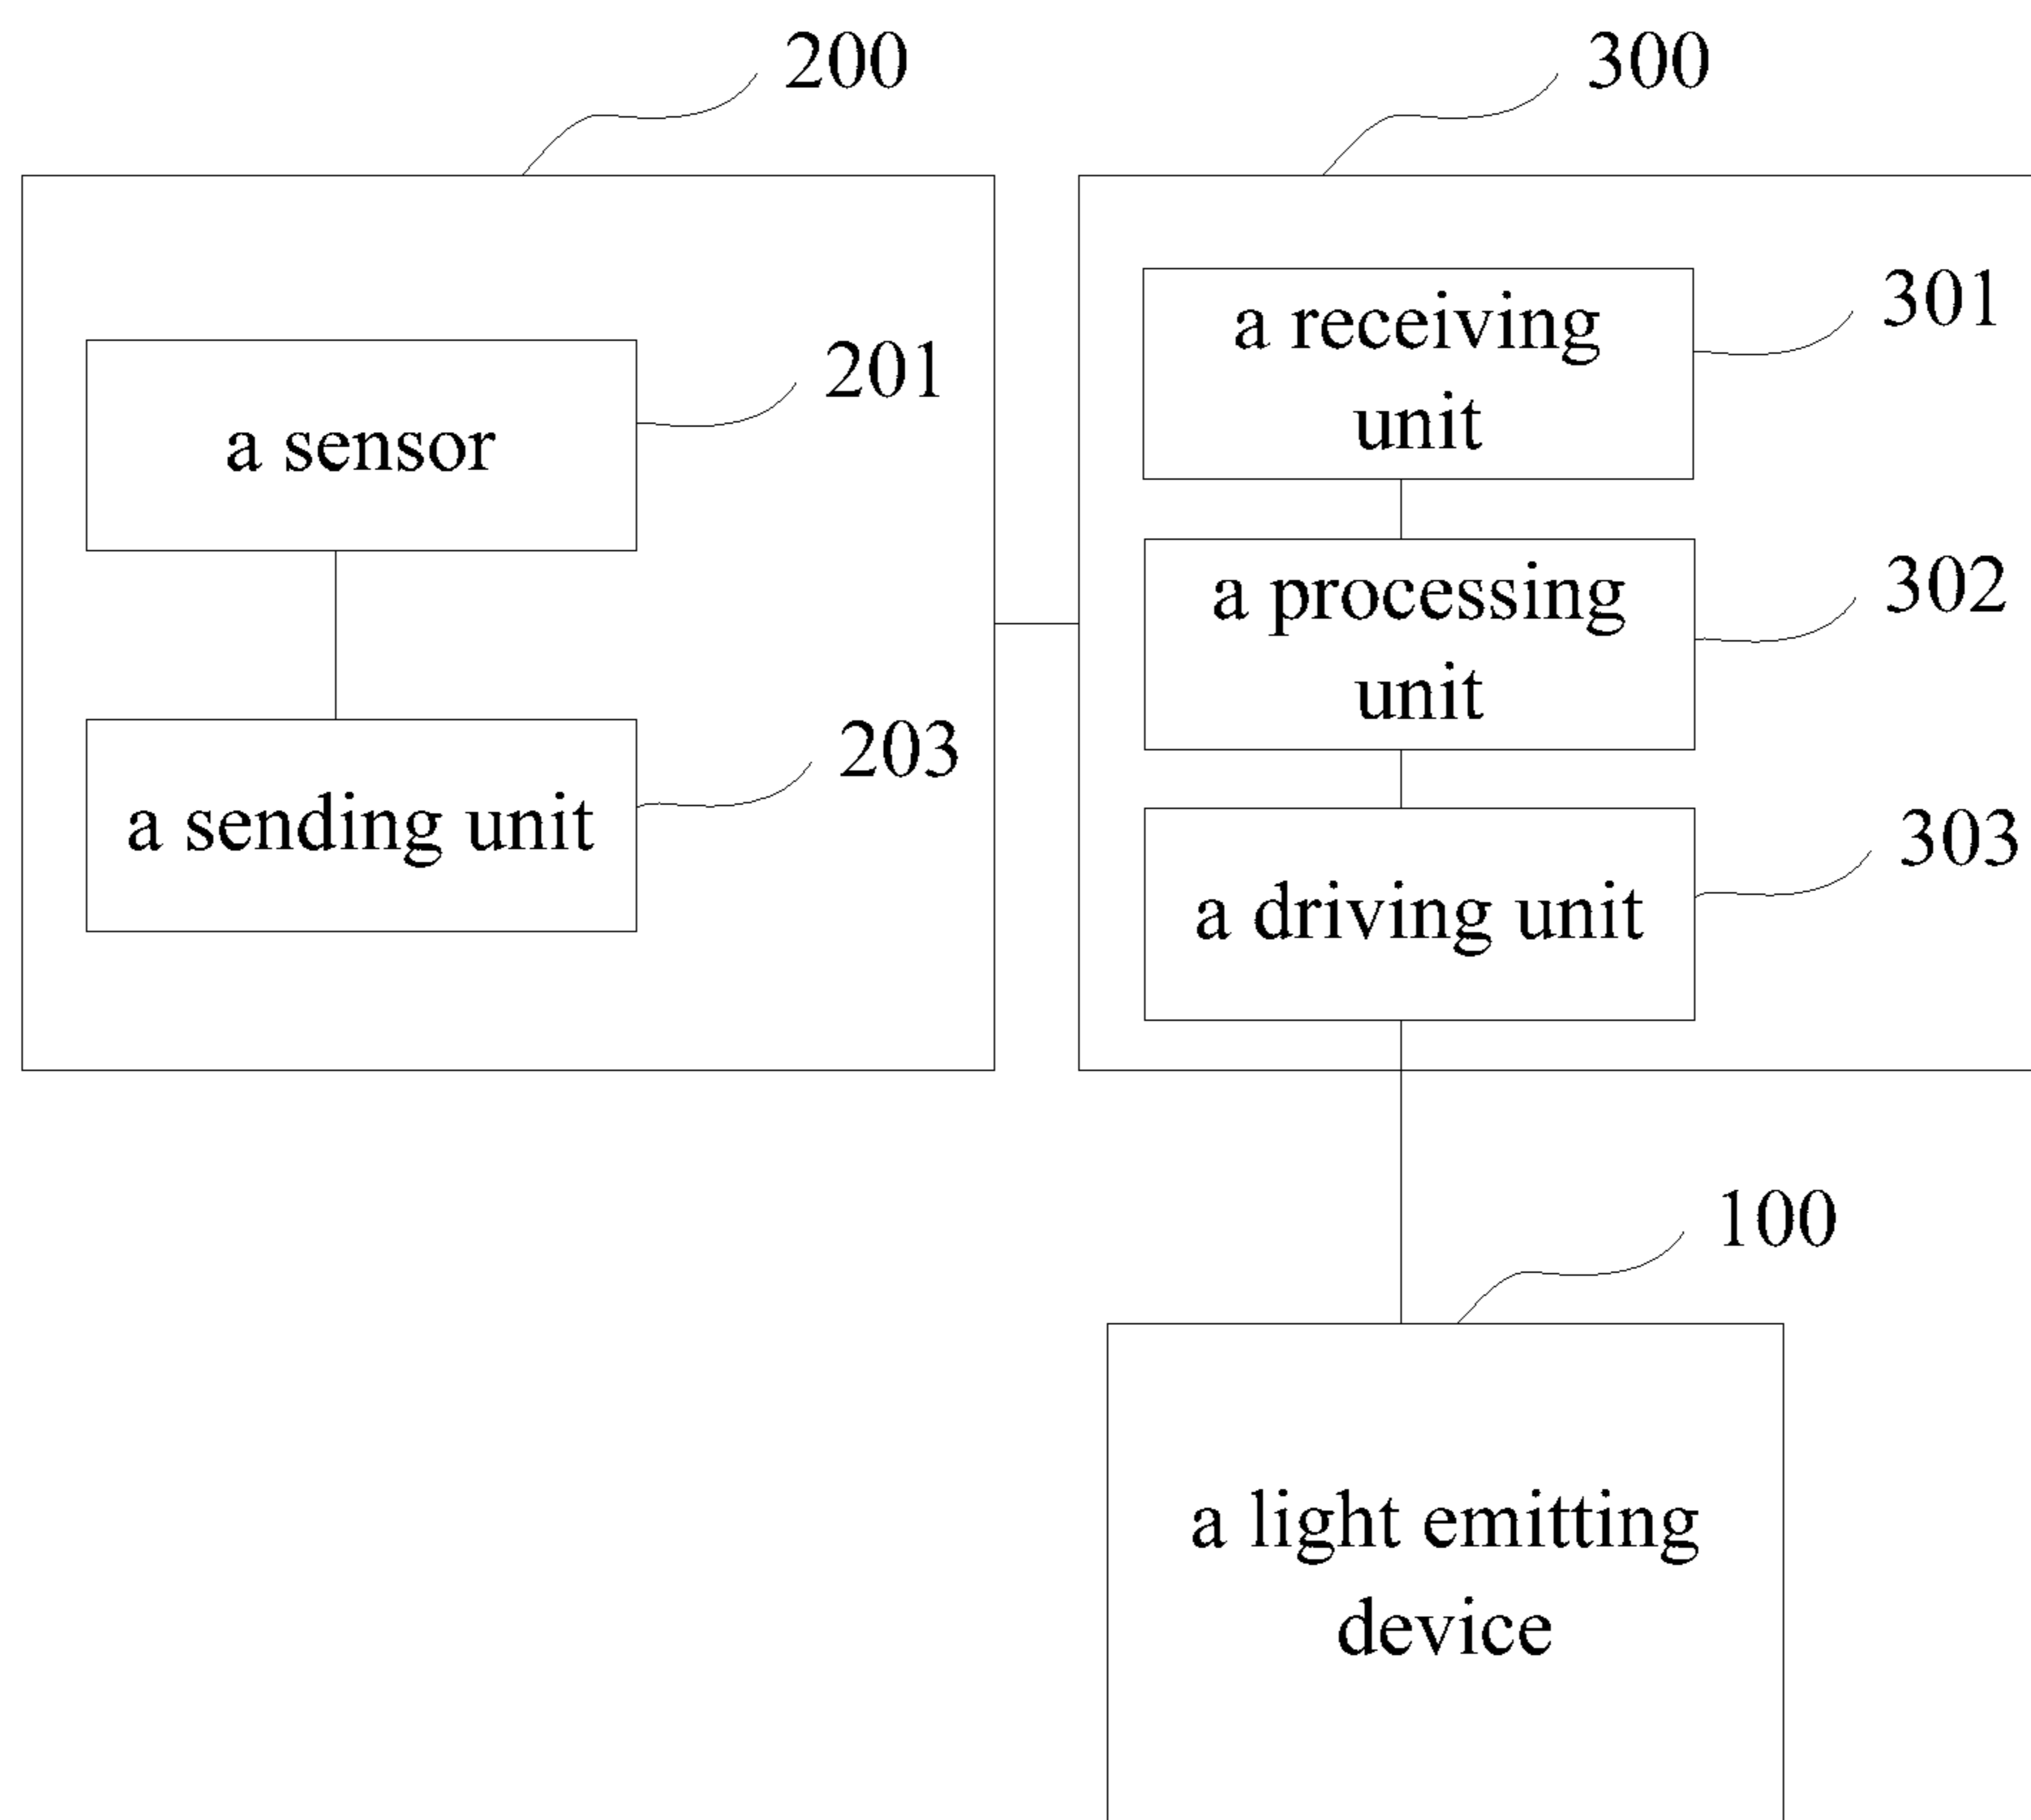 200
300
a sensor
201
a sending unit
203
a receiving
unit
301
a processing
unit
302
a driving unit
303
100
a light emitting
device